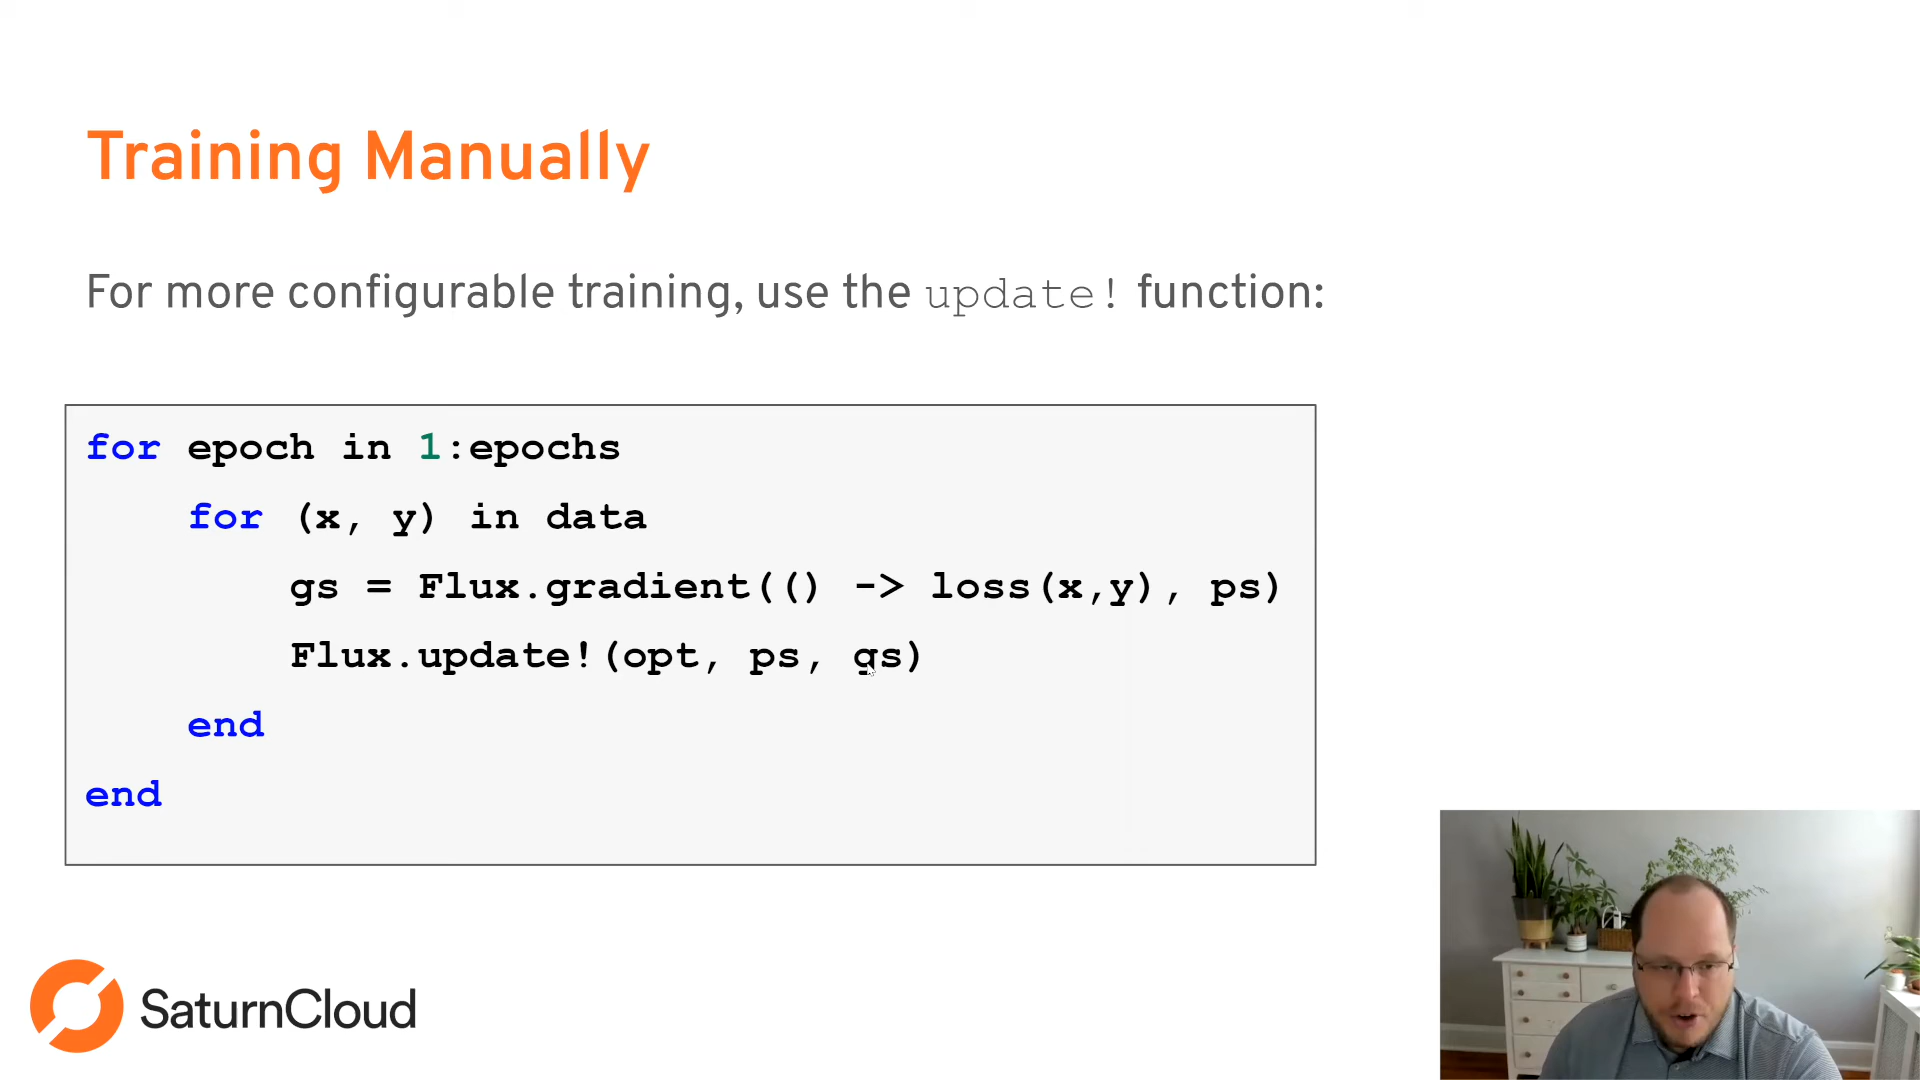 Training Manually
For more configurable training, use the update! function:
for epoch in 1:epochs
for (x, y) in data
gs = Flux.gradient(() -> loss(x,y), ps)
Flux.update!(opt, ps, gs)
end
end
SaturnCloud